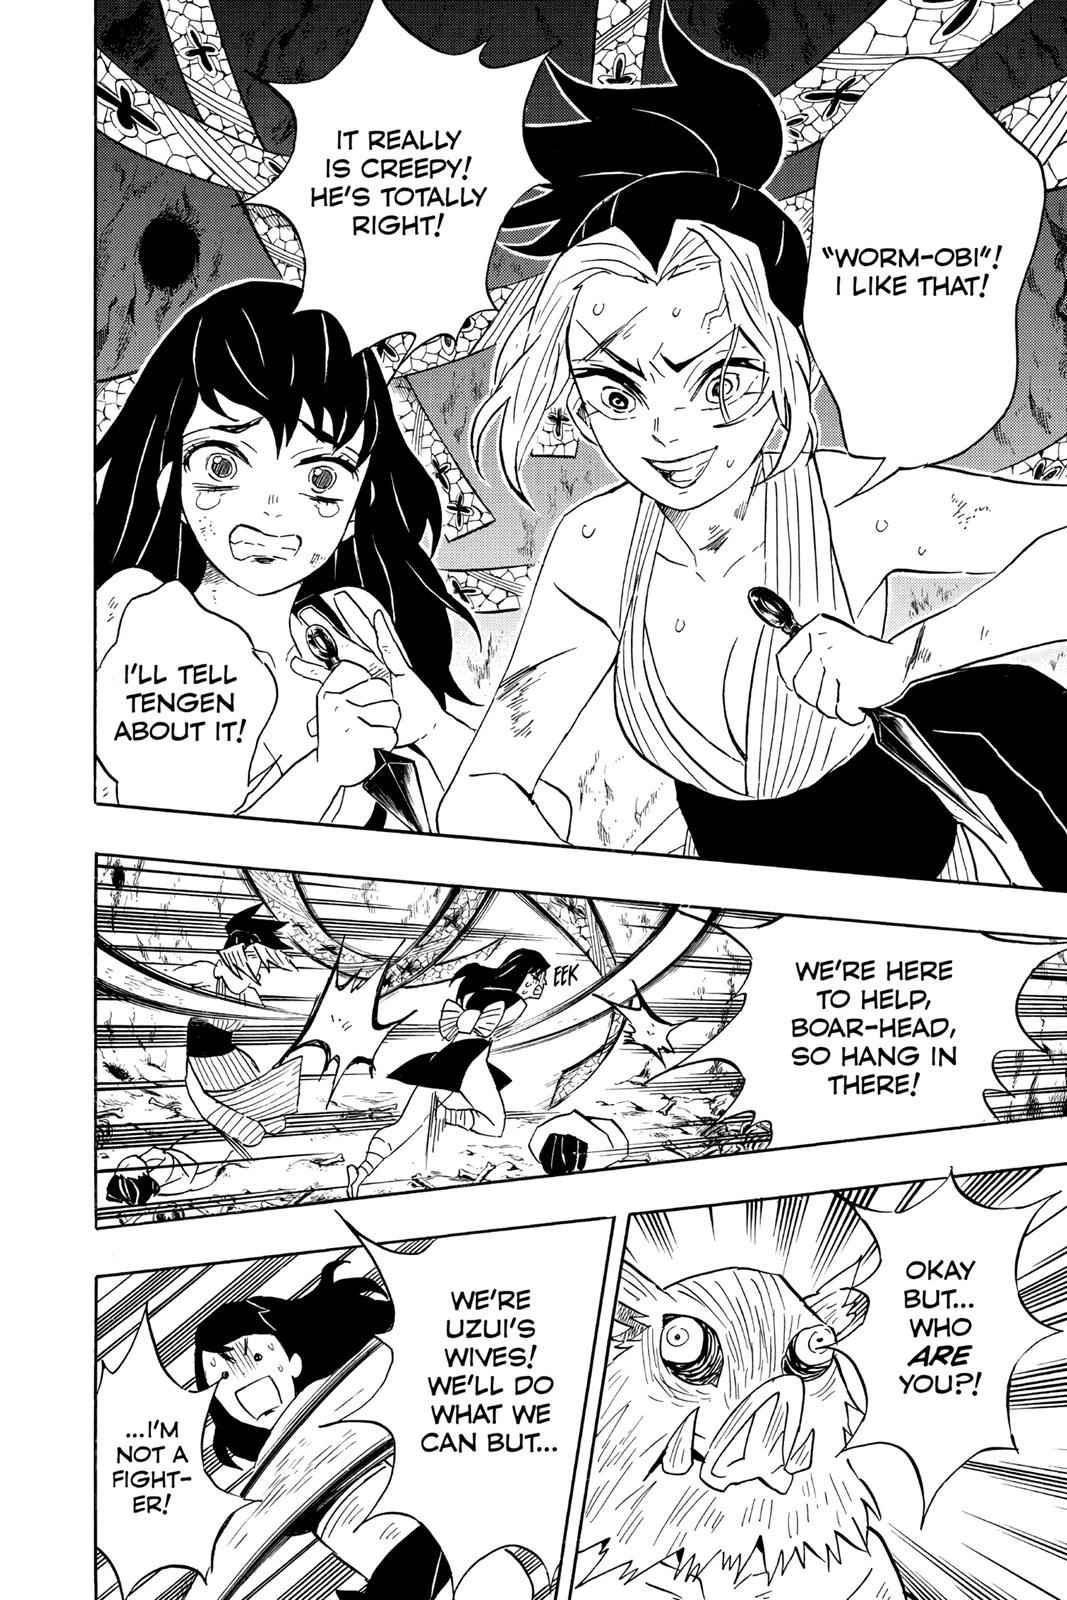 "WORM-OBI"!
I LIKE THAT!
IT REALLY
IS CREEPY!
HE'S TOTALLY
RIGHT!
I'LL TELL
TENGEN
ABOUT IT!
WE'RE HERE
TO HELP,
BOAR-HEAD,
SO HANG IN
THERE!
EEK
OKAY
BUT...
WHO
ARE
YOU?!
WE'RE
UZUI'S
WIVES!
WE'LL DO
WHAT WE
CAN BUT...
...I'M
NOT A
FIGHT-
ER!